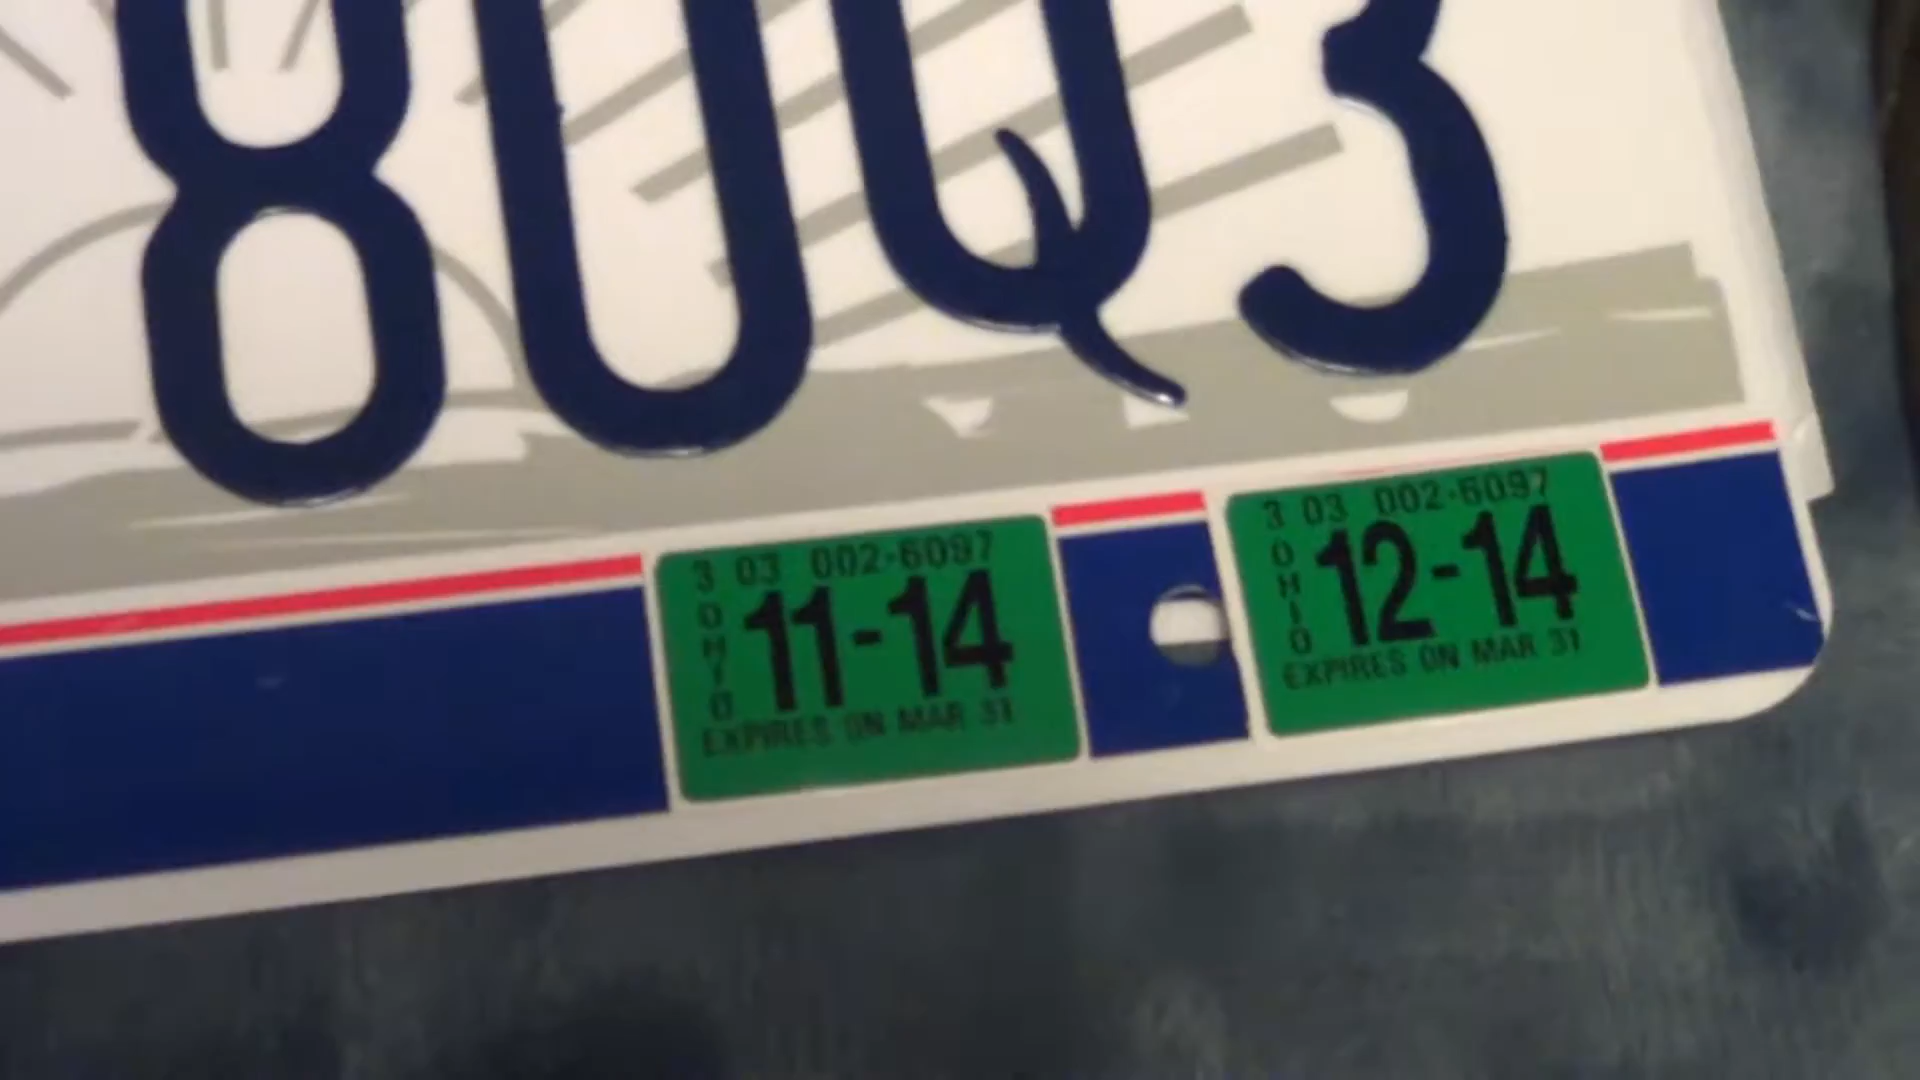 80Q3
3 03 002-6097
OHIO
11-14
EXPIRES ON MAR 31
3 03 002-6097
OHIO
12-14
EXPIRES ON MAR 31